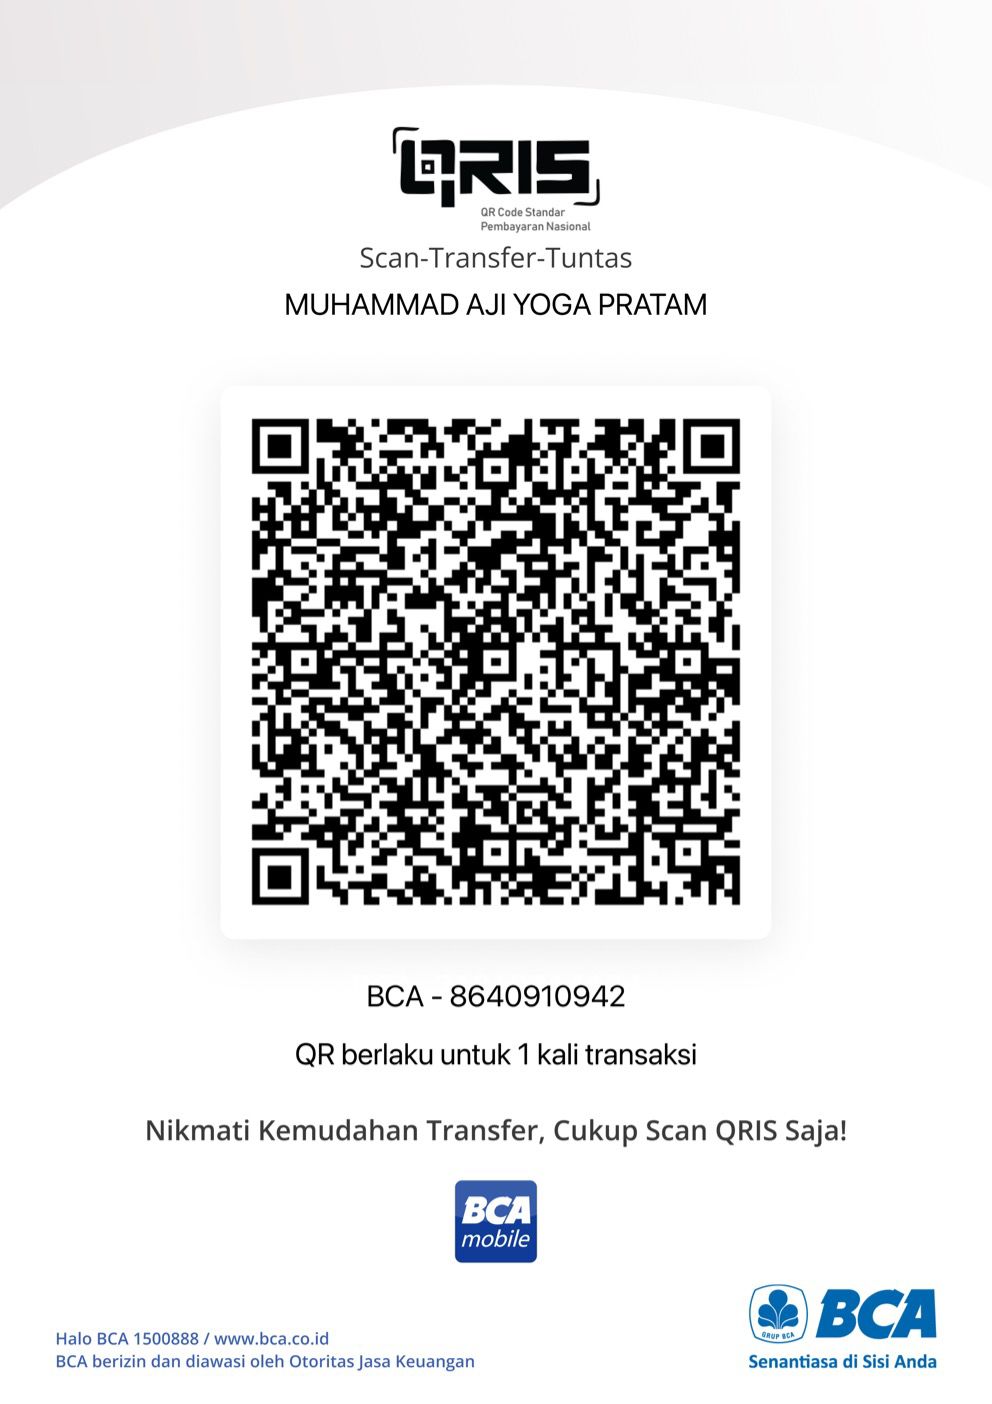 QRIS
QR Code Standar
Pembayaran Nasional
Scan-Transfer-Tuntas
MUHAMMAD AJI YOGA PRATAM
BCA - 8640910942
QR berlaku untuk 1 kali transaksi
Nikmati Kemudahan Transfer, Cukup Scan QRIS Saja!
BCA
mobile
Halo BCA 1500888 / www.bca.co.id
BCA berizin dan diawasi oleh Otoritas Jasa Keuangan
GRUP BCA
BCA
Senantiasa di Sisi Anda